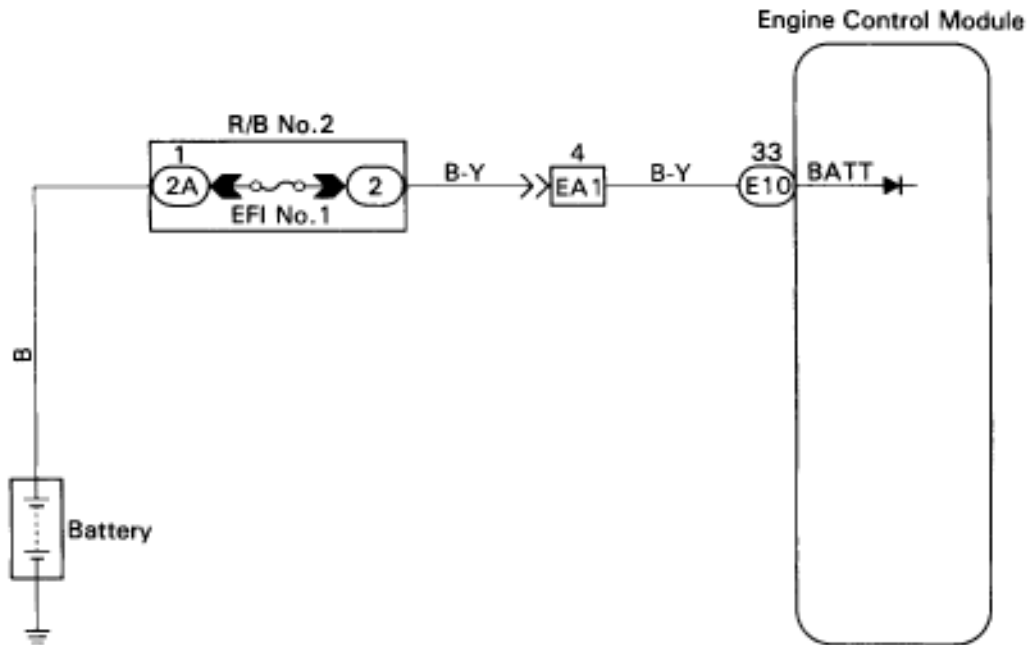 Engine Control Module
R/B No.2
1
2A
2
EFI No.1
B-Y
4
EA1
B-Y
33
E10
BATT
B
Battery